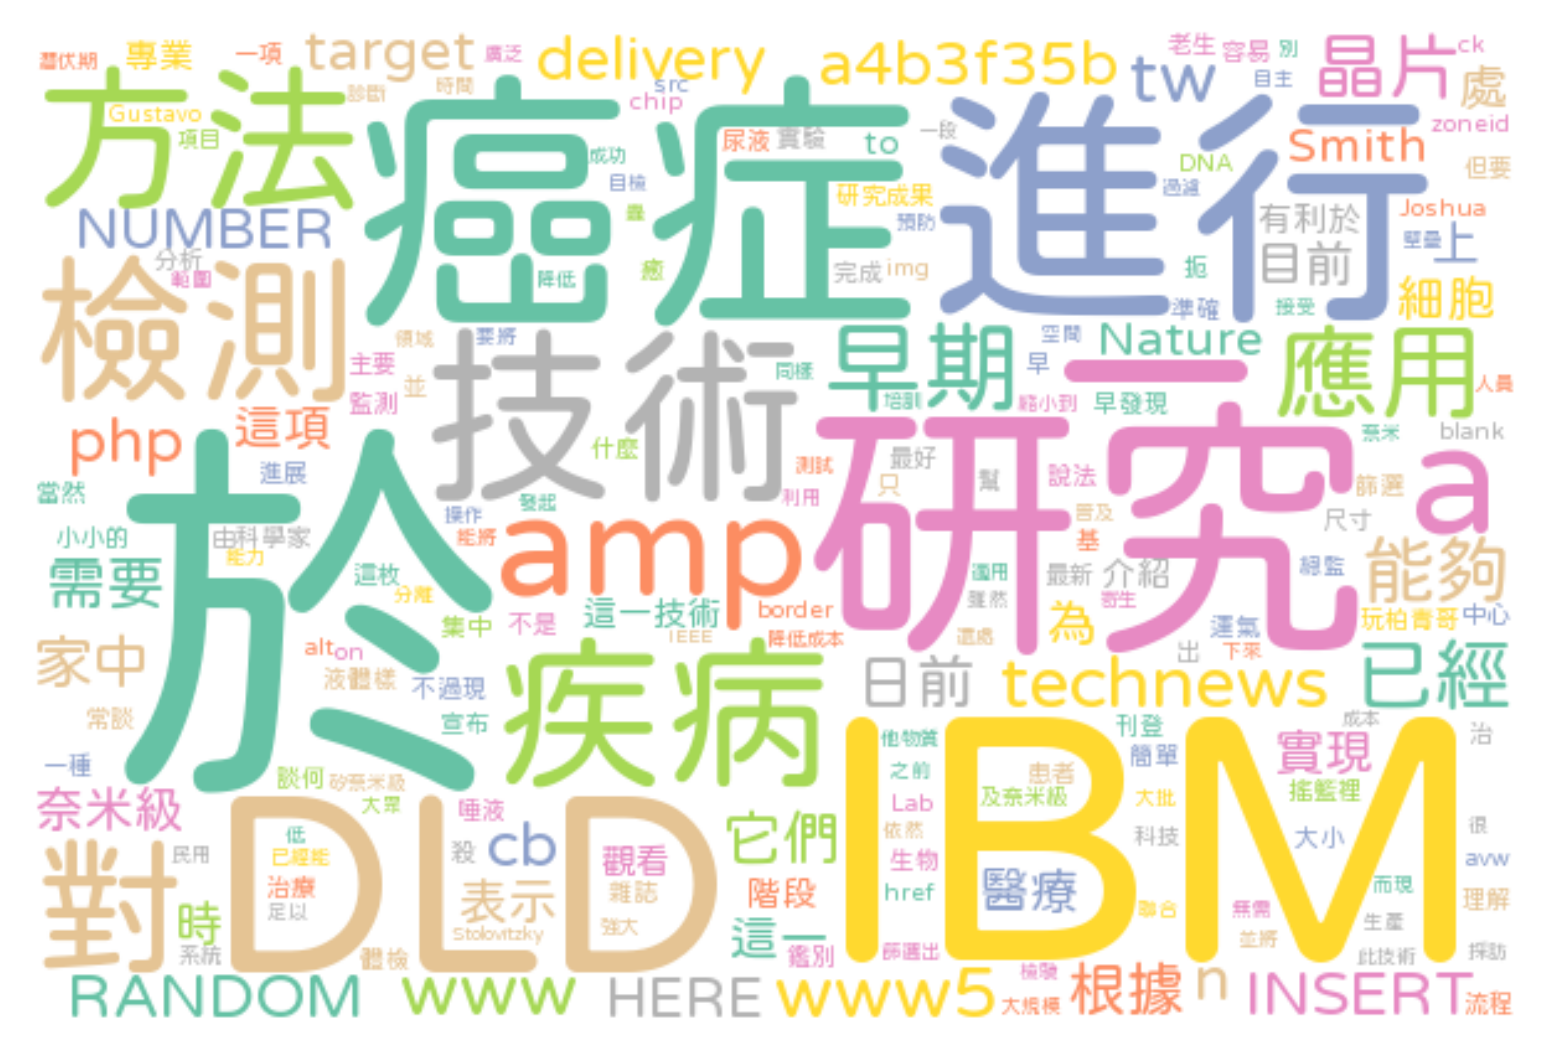 潛伏期 專業 一項 target 廣泛 delivery a4b3f35b tw 老生 容易 別 晶片 ck
時間 src 自主 處
方法 Gustavo 診斷 chip 癌症 進行 zoneid
項目 成功 尿液 實驗 to 一段 DNA Smith 但要
目檢 研究成果 過濾
NUMBER 預防 有利於 Joshua
分析 癒 完成 img 扼 目前 壁壘 上
範圍 降低 細胞
檢測 準確 接受
領域 要將 技術 早期 空間 Nature 應用
主要 並 同樣 早 一 人員
監測 培訓 縮小到 早發現
php 這項 什麼 研究 奈米 blank
進展 測試 最好 說法 a
當然 發起 利用 只 幫 篩選
於 操作 言及 尺寸
小小的 由科學家 能將 amp 基
需要 能力 這枚 適用 最新 介紹 總監 能夠
分離 雖然 寄生
集中 不是 這一技術 border 為 運氣 玩柏青哥 中心
IEEE 降低成本 這處
家中 alt on 疾病 出 下來
液體樣 不過現 日前 technews 已經
常談 宣布 刊登 成本
一種 IBM 他物質 簡單 實現 治
談何 矽奈米級 之前 患者
奈米級 大眾 唾液 Lab 及奈米級 大批 搖籃裡
DLD 低 cb 它們 依然 科技 大小 很
對 民用 已經能 殺 觀看 生物 avw
治療 表示 雜誌 階段 href 醫療 而現
時 足以 Stolovitzky 強大 聯合 無需 生產 理解
系統 體檢 這一 鑑別 篩選出 並將 此技術 採訪
RANDOM www HERE www5 檢驗 大規模 根據 n INSERT 流程